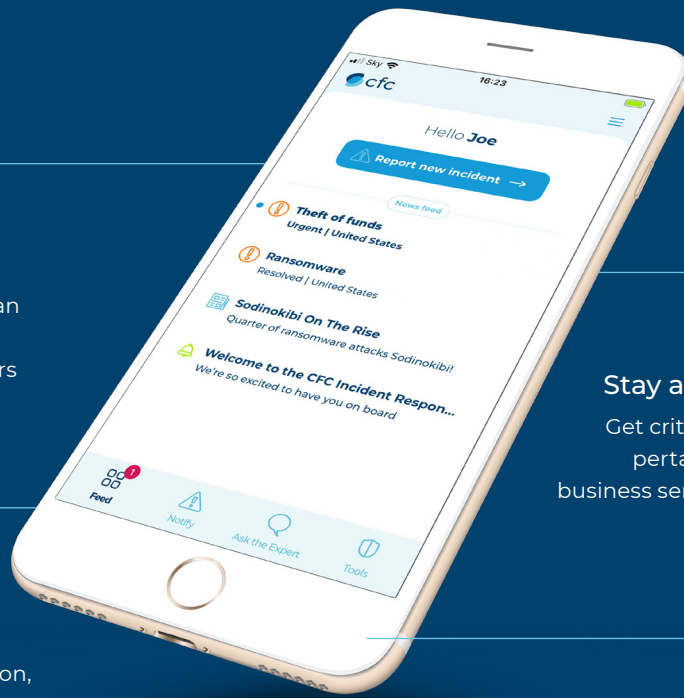 Sky
16:23
cfc
Hello Joe
Report new incident
News feed
Theft of funds
Urgent | United States
Ransomware
Resolved | United States
Sodinokibi On The Rise
Quarter of ransomware attacks Sodinokibi!
Welcome to the CFC Incident Respon...
We're so excited to have you on board
1
Feed
Notify
Ask the Expert
Tools
an
rs
on,
Stay a
Get crit
perta
business ser